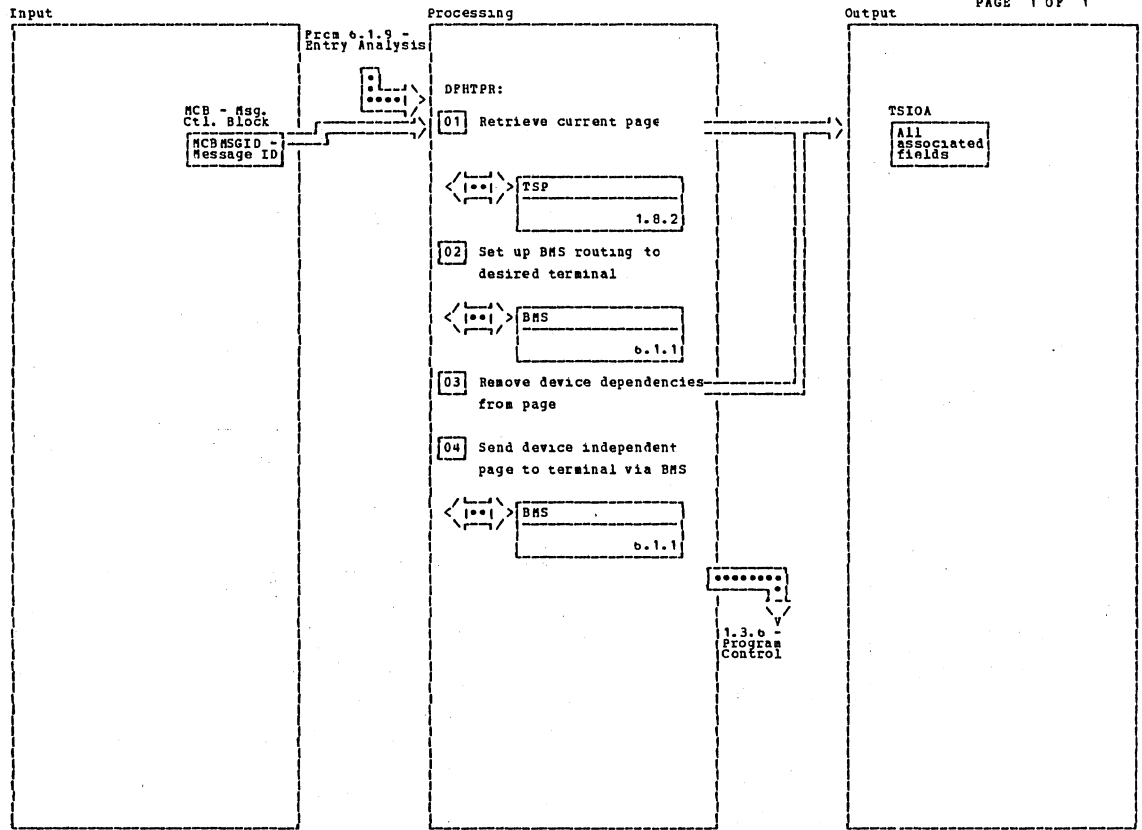 PAGE 1 OF 1
Input
Processing
Output
From 6.1.9 -
Entry Analysis
DFHTPR:
MCB - Msg.
Ctl. Block
MCBMSGID -
Message ID
01 Retrieve current page
TSIOA
All
associated
fields
TSP
1.8.2
02 Set up BMS routing to
desired terminal
BMS
6.1.1
03 Remove device dependencies
from page
04 Send device independent
page to terminal via BMS
BMS
6.1.1
1.3.6 -
Program
Control